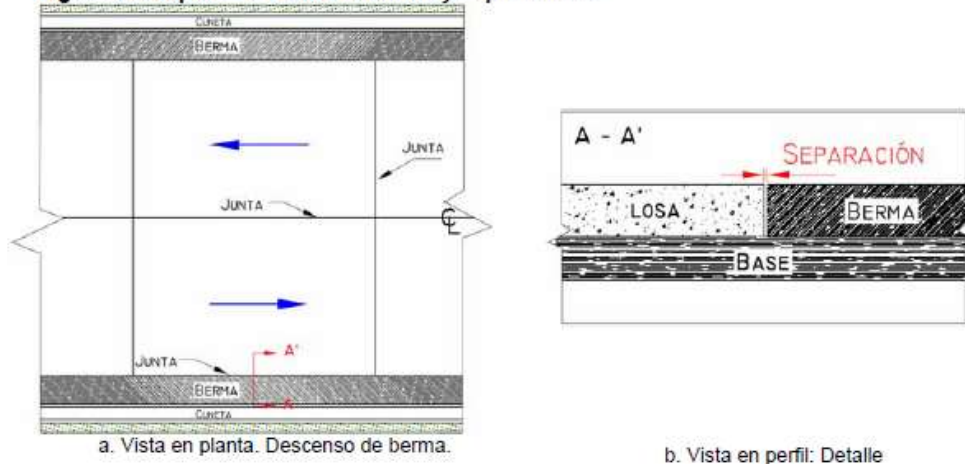 CUNETA
BERMA
JUNTA
JUNTA
C L
JUNTA
A'
BERMA
A
CUNETA
a. Vista en planta. Descenso de berma.
A - A'
SEPARACIÓN
LOSA
BERMA
BASE
b. Vista en perfil: Detalle